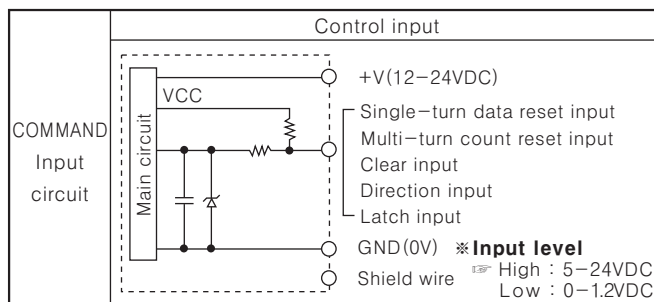 Control input
COMMAND
Input
circuit
Main circuit
VCC
+V(12-24VDC)
Single-turn data reset input
Multi-turn count reset input
Clear input
Direction input
Latch input
GND(0V) ※Input level
☞ High : 5-24VDC
Shield wire
Low : 0-1.2VDC